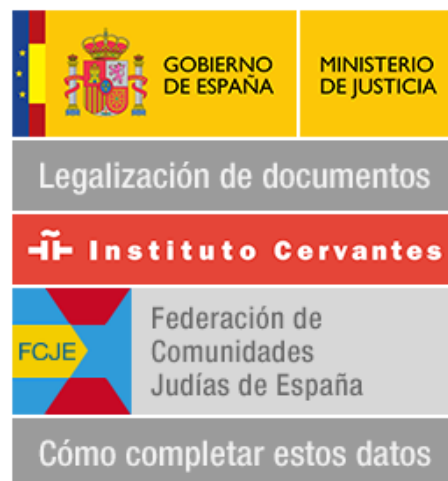 GOBIERNO
DE ESPAÑA
MINISTERIO
DE JUSTICIA
Legalización de documentos
Instituto Cervantes
FCJE
Federación de
Comunidades
Judías de España
Cómo completar estos datos